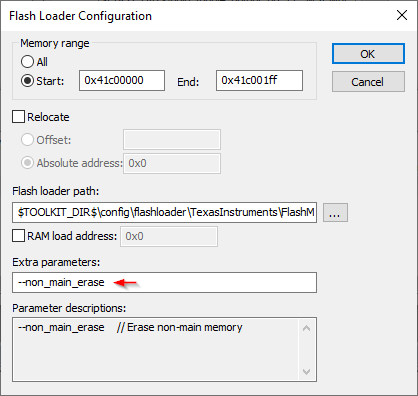 Flash Loader Configuration
Memory range
All
Start: 0x41c00000 End: 0x41c001ff
OK
Cancel
Relocate
Offset:
Absolute address: 0x0
Flash loader path:
$TOOLKIT_DIR$\config\flashloader\TexasInstruments\FlashM
...
RAM load address: 0x0
Extra parameters:
--non_main_erase
Parameter descriptions:
--non_main_erase // Erase non-main memory